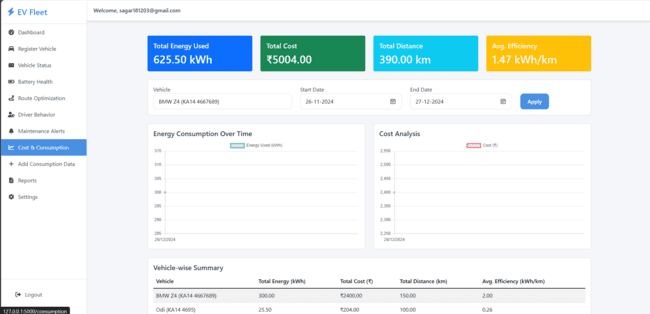 EV Fleet
Welcome, sagar181203@gmail.com
Dashboard
Register Vehicle
Vehicle Status
Battery Health
Route Optimization
Driver Behavior
Maintenance Alerts
Cost & Consumption
Add Consumption Data
Reports
Settings
Logout
127.0.0.1:5000/consumption
Total Energy Used
625.50 kWh
Total Cost
₹5004.00
Total Distance
390.00 km
Avg. Efficiency
1.47 kWh/km
Vehicle
Start Date
End Date
BMW Z4 (KA14 4667689)
26-11-2024
27-12-2024
Apply
Energy Consumption Over Time
Energy Used (kWh)
315
310
305
300
295
290
285
26/12/2024
Cost Analysis
Cost (₹)
2,550
2,500
2,450
2,400
2,350
2,300
2,250
26/12/2024
Vehicle-wise Summary
Vehicle Total Energy (kWh) Total Cost (₹) Total Distance (km) Avg. Efficiency (kWh/km)
BMW Z4 (KA14 4667689) 300.00 ₹2400.00 150.00 2.00
Odi (KA14 4695) 25.50 ₹204.00 100.00 0.26